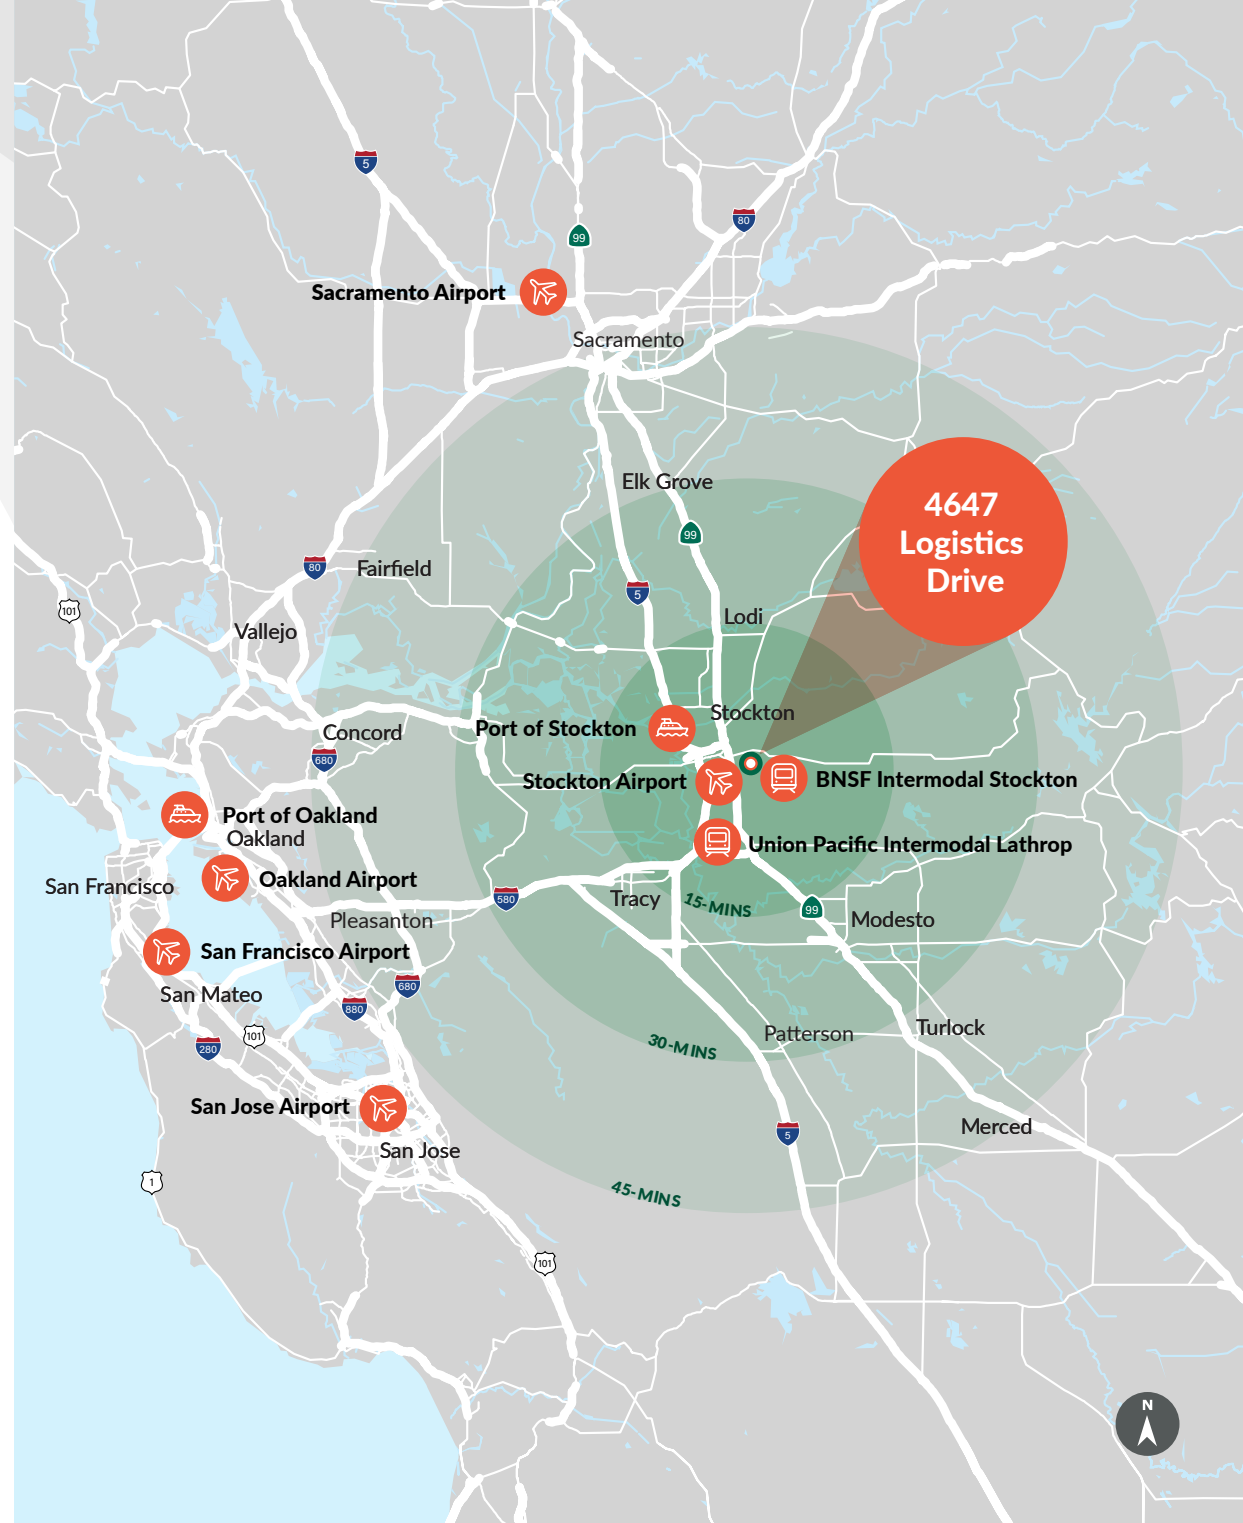 5
99
80
Sacramento Airport
Sacramento
Elk Grove
4647
Logistics
Drive
99
80
Fairfield
5
101
Lodi
Vallejo
Stockton
Port of Stockton
Concord
680
Stockton Airport
BNSF Intermodal Stockton
Port of Oakland
Oakland
Union Pacific Intermodal Lathrop
San Francisco
Oakland Airport
580
Tracy
15-MINS
99
Modesto
Pleasanton
San Francisco Airport
San Mateo
680
880
280
101
30-MINS
Patterson
Turlock
San Jose Airport
5
Merced
San Jose
1
45-MINS
101
N